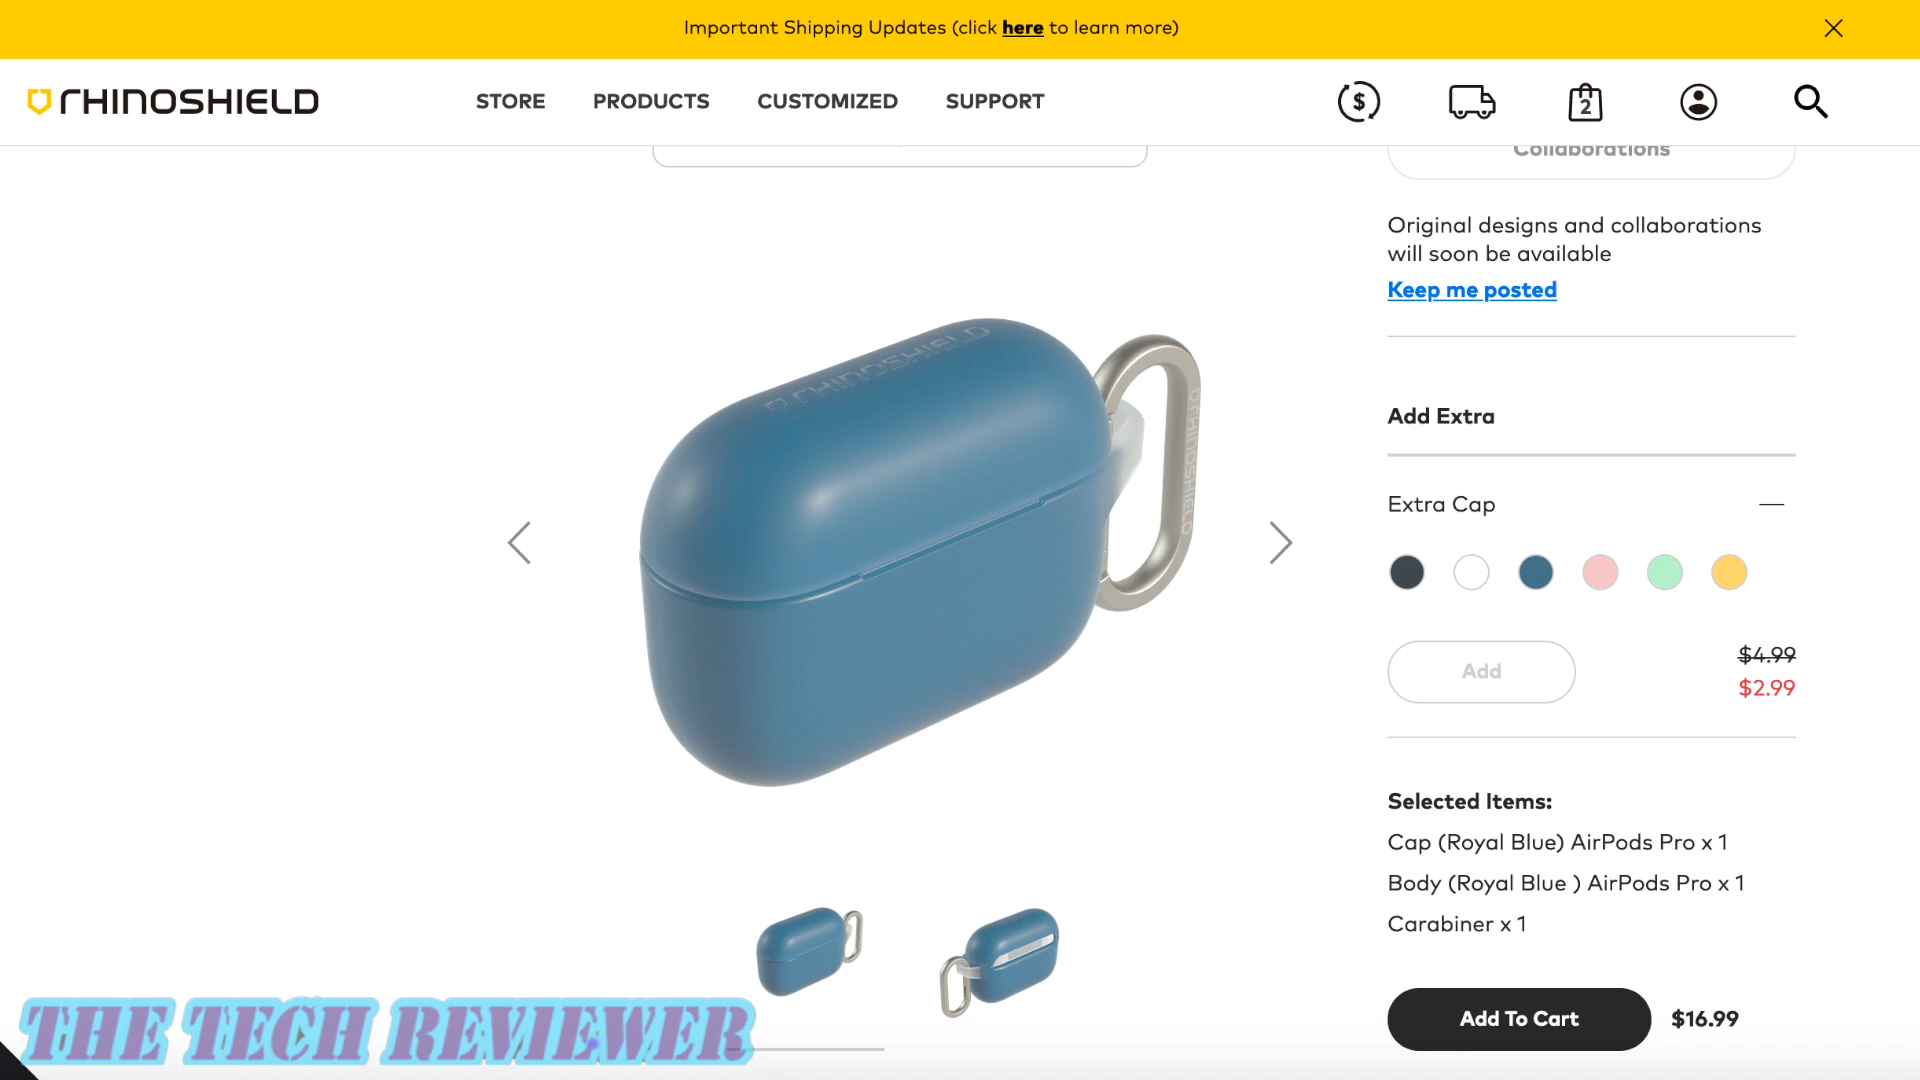 Important Shipping Updates (click here to learn more)
RHINOSHIELD
STORE
PRODUCTS
CUSTOMIZED
SUPPORT
$
2
Collaborations
Original designs and collaborations
will soon be available
Keep me posted
RHINOSHIELD
RHINOSHIELD
Add Extra
Extra Cap
Add
$4.99
$2.99
Selected Items:
Cap (Royal Blue) AirPods Pro x 1
Body (Royal Blue ) AirPods Pro x 1
Carabiner x 1
Add To Cart
$16.99
THE TECH REVIEWER